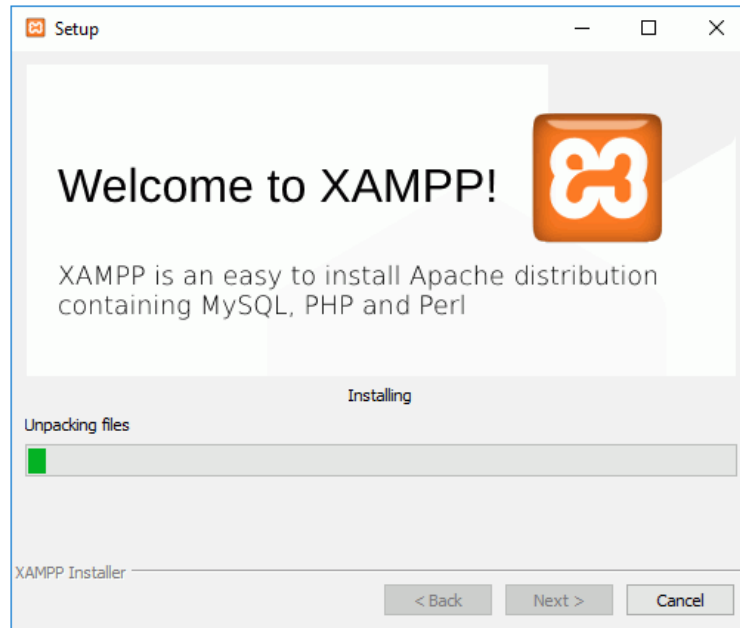 Setup
Welcome to XAMPP!
XAMPP is an easy to install Apache distribution
containing MySQL, PHP and Perl
Installing
Unpacking files
XAMPP Installer
< Back
Next >
Cancel